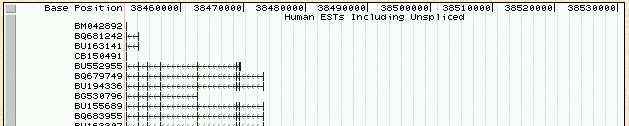 Base Position 38460000 38470000 38480000 38490000 38500000 38510000 38520000 38530000
Human ESTs Including Unspliced
BM042892
BQ681242
BU163141
CB150491
BU552955
BQ679749
BU194336
BG530796
BU155689
BQ683955